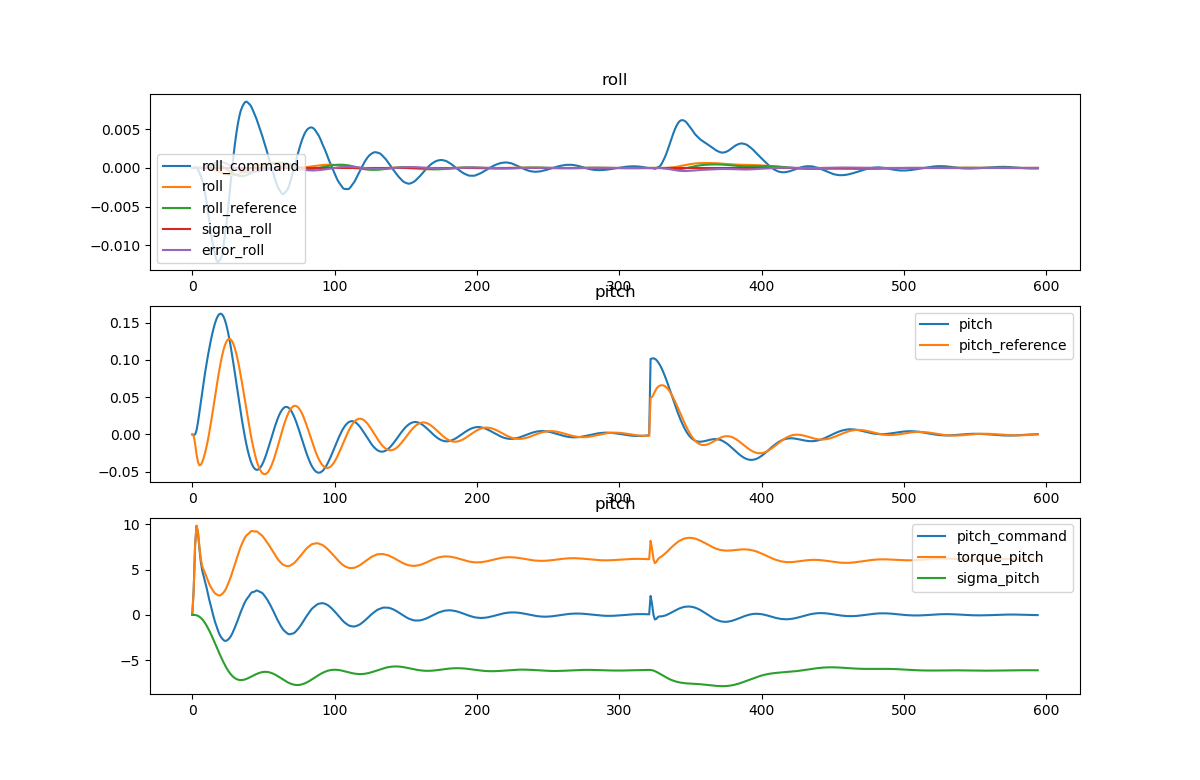 roll
0.005
0.000
−0.005
−0.010
roll_command
roll
roll_reference
sigma_roll
error_roll
0 100 200 300 400 500 600
pitch
0.15
0.10
0.05
0.00
−0.05
pitch
pitch_reference
0 100 200 300 400 500 600
pitch
10
5
0
−5
pitch_command
torque_pitch
sigma_pitch
0 100 200 300 400 500 600